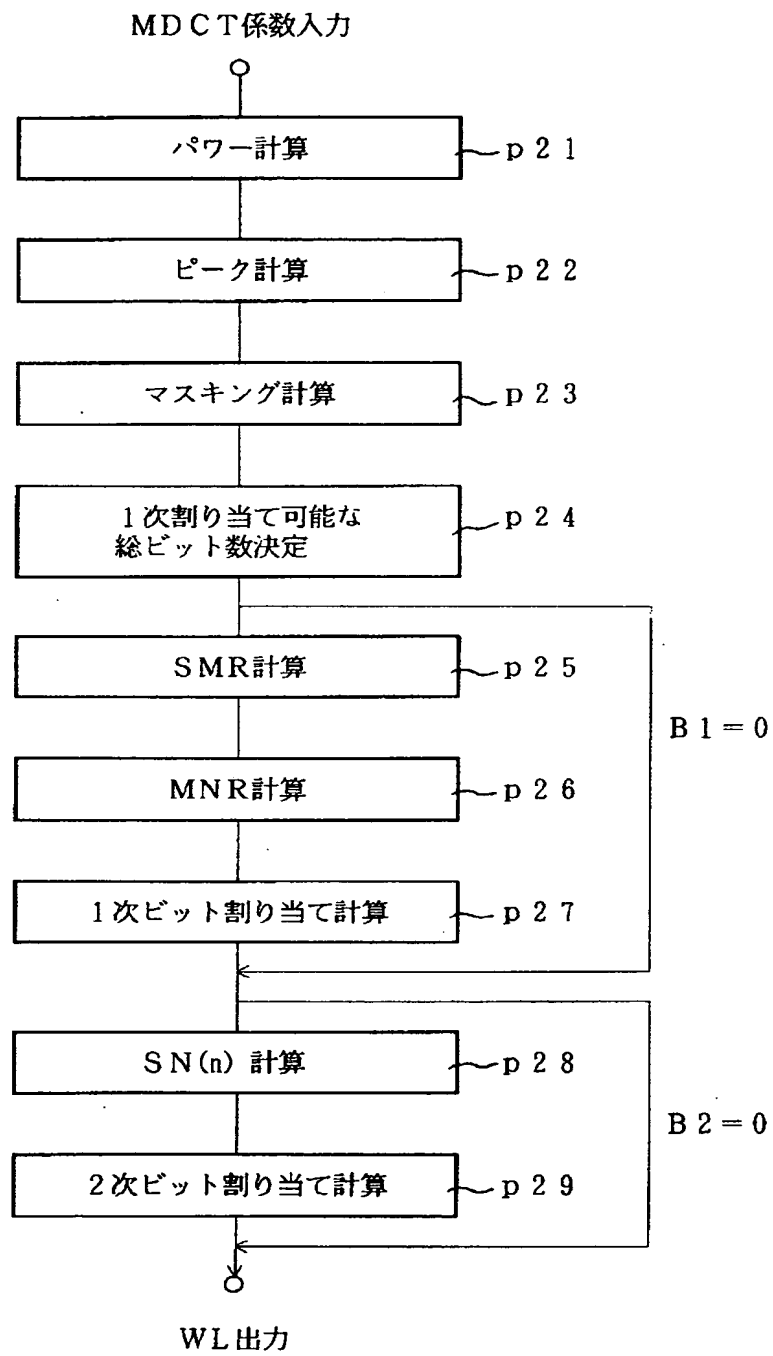 MDCT係数入力
パワー計算
p21
ピーク計算
p22
マスキング計算
p23
1次割り当て可能な
総ビット数決定
p24
SMR計算
p25
B1=0
MNR計算
p26
1次ビット割り当て計算
p27
SN(n) 計算
p28
B2=0
2次ビット割り当て計算
p29
WL出力